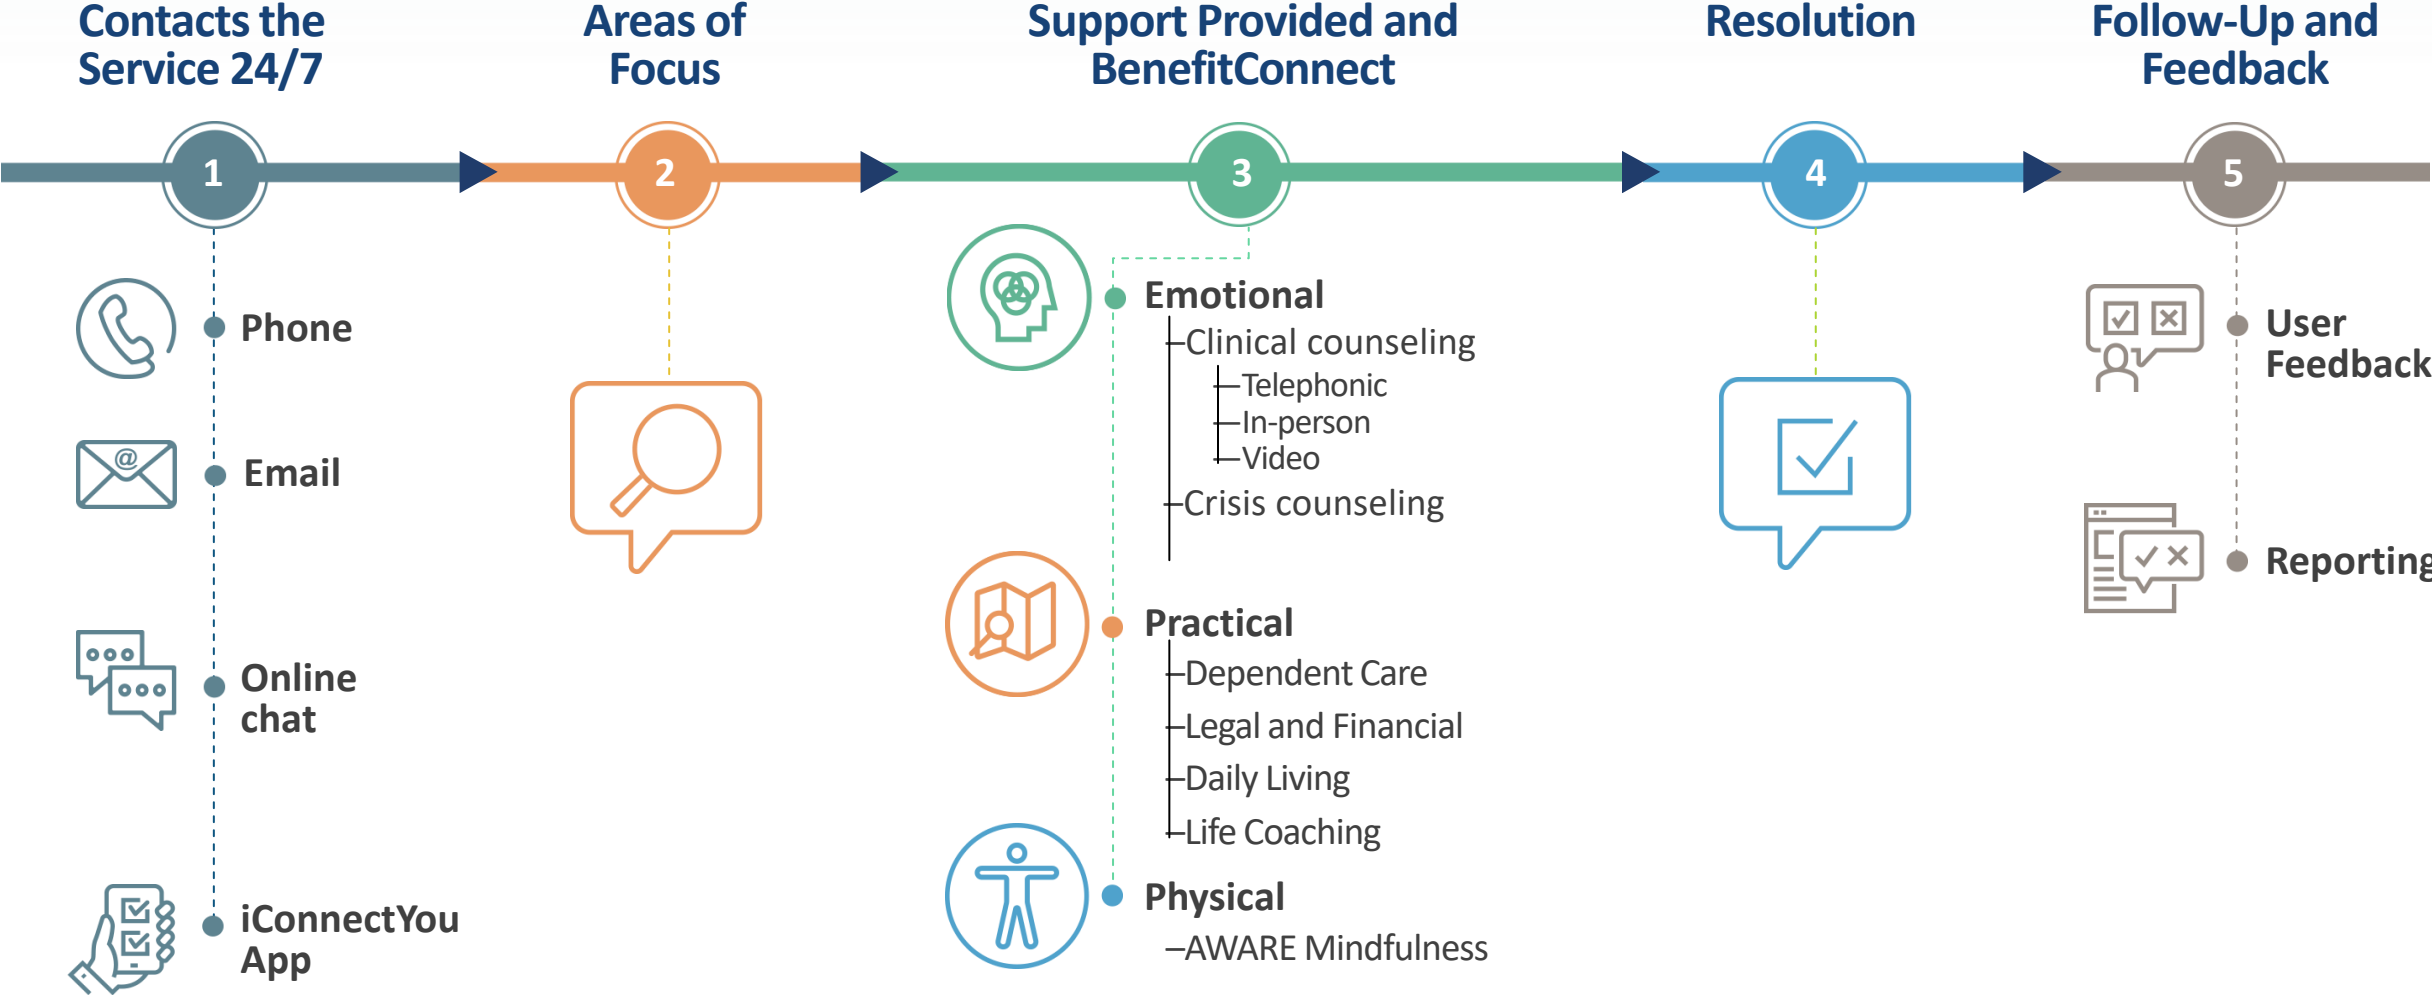 Contacts the
Service 24/7
Areas of
Focus
Support Provided and
BenefitConnect
Resolution
Follow-Up and
Feedback
1
2
3
4
5
Phone
@
Email
Online
chat
iConnectYou
App
Emotional
–Clinical counseling
–Telephonic
–In-person
–Video
–Crisis counseling
Practical
–Dependent Care
–Legal and Financial
–Daily Living
–Life Coaching
Physical
–AWARE Mindfulness
User
Feedback
Reporting